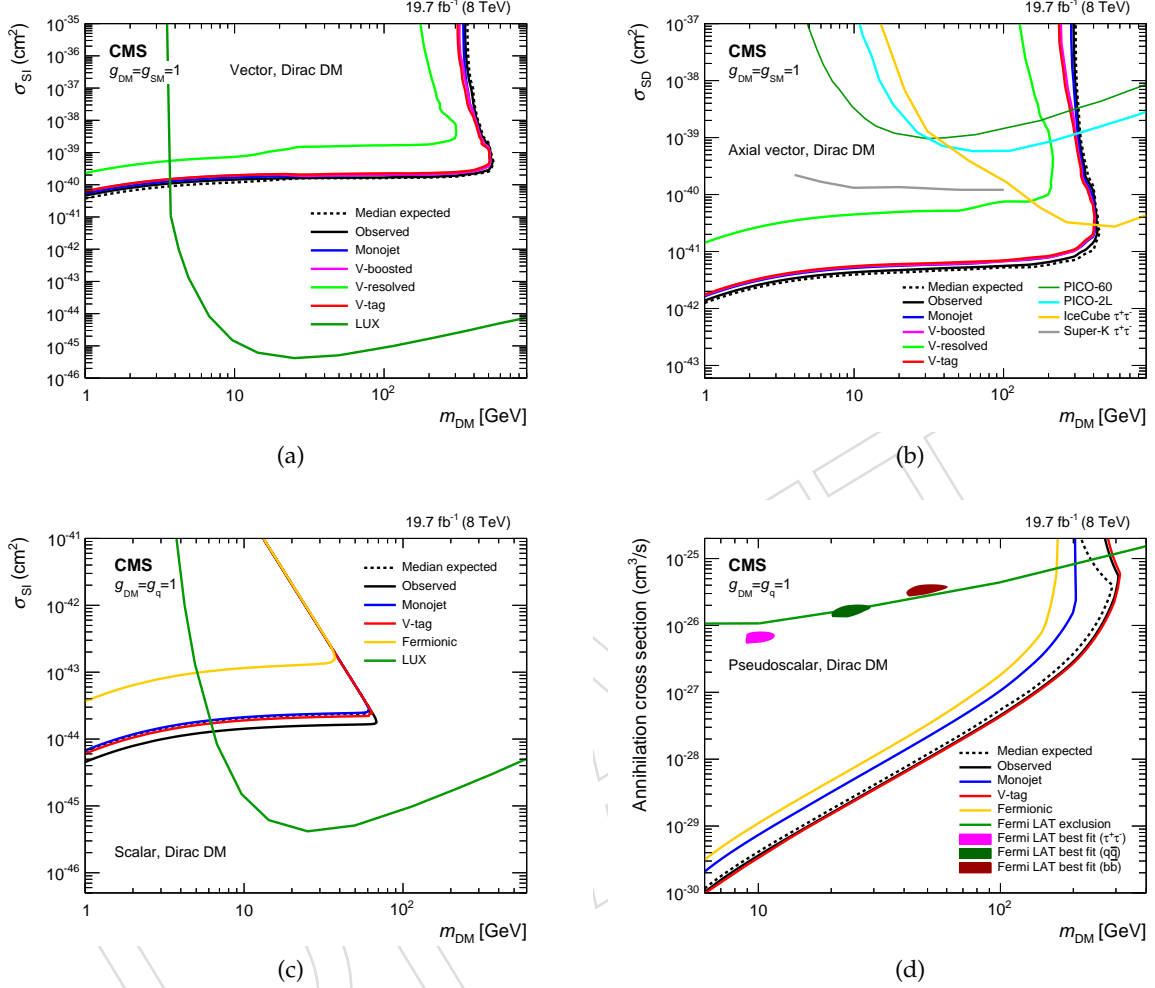 19.7 fb⁻¹ (8 TeV)
σ_SI (cm²)
10⁻³⁵
10⁻³⁶
10⁻³⁷
10⁻³⁸
10⁻³⁹
10⁻⁴⁰
10⁻⁴¹
10⁻⁴²
10⁻⁴³
10⁻⁴⁴
10⁻⁴⁵
10⁻⁴⁶
CMS
g_DM=g_SM=1
Vector, Dirac DM
Median expected
Observed
Monojet
V-boosted
V-resolved
V-tag
LUX
1 10 10²
m_DM [GeV]
(a)
19.7 fb⁻¹ (8 TeV)
σ_SD (cm²)
10⁻³⁷
10⁻³⁸
10⁻³⁹
10⁻⁴⁰
10⁻⁴¹
10⁻⁴²
10⁻⁴³
CMS
g_DM=g_SM=1
Axial vector, Dirac DM
Median expected
Observed
Monojet
V-boosted
V-resolved
V-tag
PICO-60
PICO-2L
IceCube τ⁺τ⁻
Super-K τ⁺τ⁻
1 10 10²
m_DM [GeV]
(b)
19.7 fb⁻¹ (8 TeV)
σ_SI (cm²)
10⁻⁴¹
10⁻⁴²
10⁻⁴³
10⁻⁴⁴
10⁻⁴⁵
10⁻⁴⁶
CMS
g_DM=g_q=1
Median expected
Observed
Monojet
V-tag
Fermionic
LUX
Scalar, Dirac DM
1 10 10²
m_DM [GeV]
(c)
19.7 fb⁻¹ (8 TeV)
Annihilation cross section (cm³/s)
10⁻²⁵
10⁻²⁶
10⁻²⁷
10⁻²⁸
10⁻²⁹
10⁻³⁰
CMS
g_DM=g_q=1
Pseudoscalar, Dirac DM
Median expected
Observed
Monojet
V-tag
Fermionic
Fermi LAT exclusion
Fermi LAT best fit (τ⁺τ⁻)
Fermi LAT best fit (qq̄)
Fermi LAT best fit (bb̄)
10 10²
m_DM [GeV]
(d)